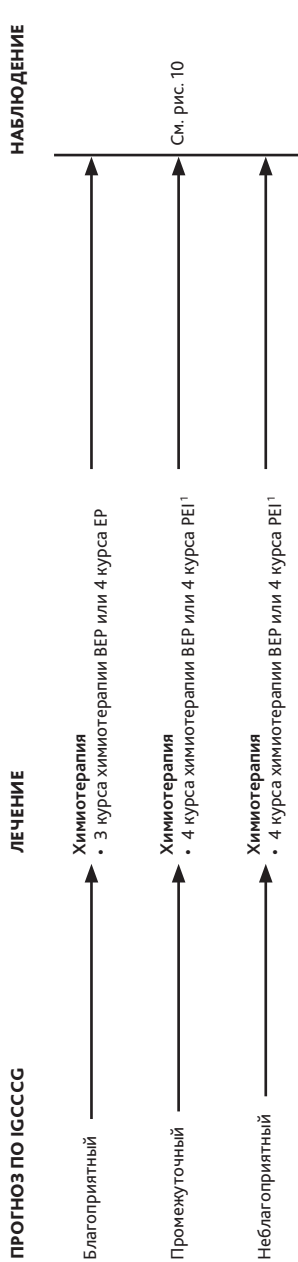 ПРОГНОЗ ПО IGCCCG
ЛЕЧЕНИЕ
НАБЛЮДЕНИЕ
Благоприятный
Химиотерапия
• 3 курса химиотерапии BEP или 4 курса EP
Промежуточный
Химиотерапия
• 4 курса химиотерапии BEP или 4 курса PEI¹
См. рис. 10
Неблагоприятный
Химиотерапия
• 4 курса химиотерапии BEP или 4 курса PEI¹